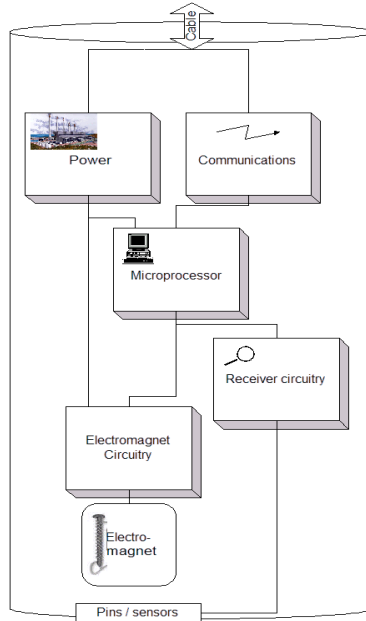 Cable
Power
Communications
Microprocessor
Receiver circuitry
Electromagnet
Circuitry
Electro-
magnet
Pins / sensors